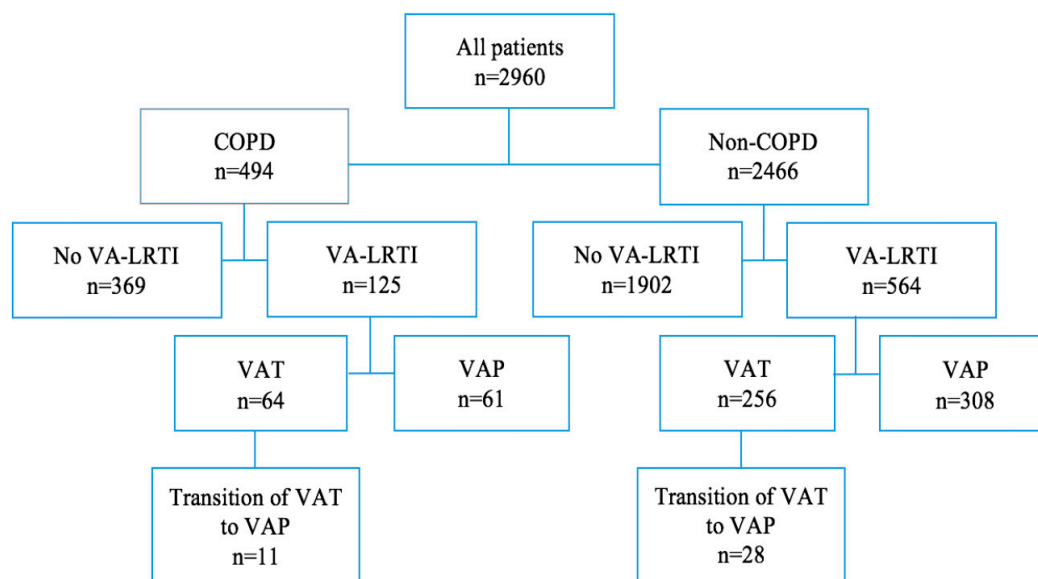 All patients
n=2960
COPD
n=494
Non-COPD
n=2466
No VA-LRTI
n=369
VA-LRTI
n=125
No VA-LRTI
n=1902
VA-LRTI
n=564
VAT
n=64
VAP
n=61
VAT
n=256
VAP
n=308
Transition of VAT
to VAP
n=11
Transition of VAT
to VAP
n=28